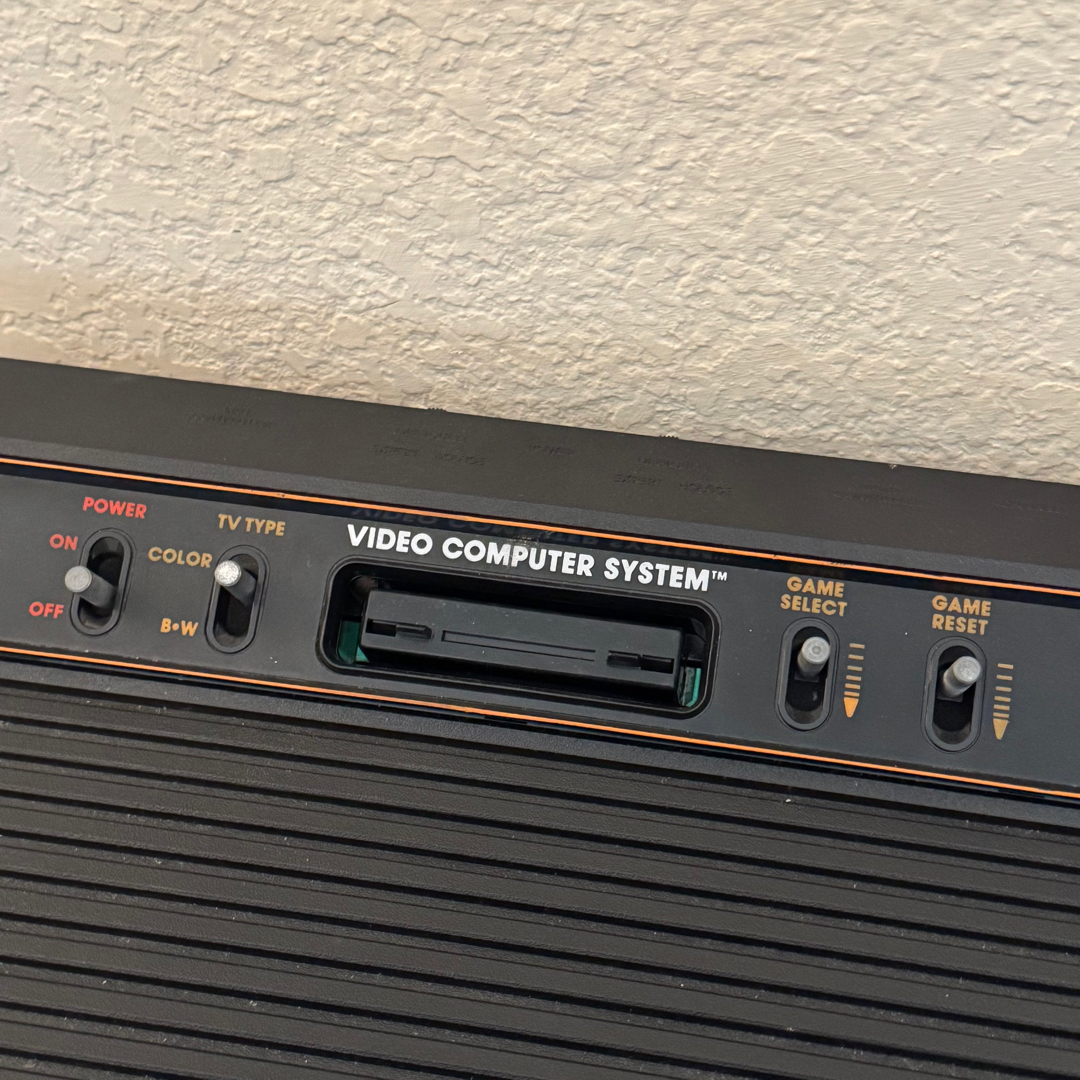 POWER
ON
OFF
TV TYPE
COLOR
B•W
VIDEO COMPUTER SYSTEM™
GAME
SELECT
GAME
RESET